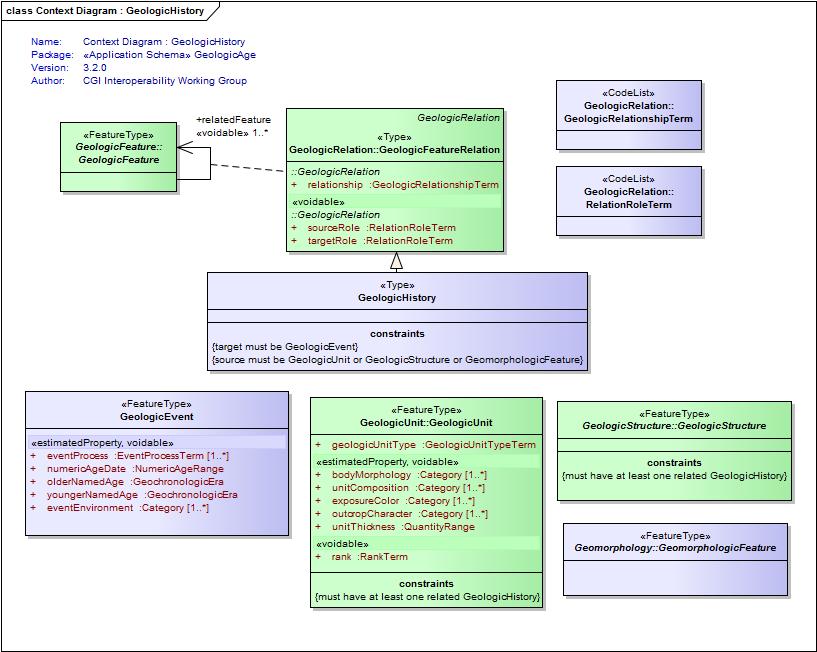 class Context Diagram : GeologicHistory
Name: Context Diagram : GeologicHistory
Package: «Application Schema» GeologicAge
Version: 3.2.0
Author: CGI Interoperability Working Group
«FeatureType»
GeologicFeature::
GeologicFeature
+relatedFeature
«voidable» 1..*
GeologicRelation
«Type»
GeologicRelation::GeologicFeatureRelation
::GeologicRelation
+ relationship :GeologicRelationshipTerm
«voidable»
::GeologicRelation
+ sourceRole :RelationRoleTerm
+ targetRole :RelationRoleTerm
«CodeList»
GeologicRelation::
GeologicRelationshipTerm
«CodeList»
GeologicRelation::
RelationRoleTerm
«Type»
GeologicHistory
constraints
{target must be GeologicEvent}
{source must be GeologicUnit or GeologicStructure or GeomorphologicFeature}
«FeatureType»
GeologicEvent
«estimatedProperty, voidable»
+ eventProcess :EventProcessTerm [1..*]
+ numericAgeDate :NumericAgeRange
+ olderNamedAge :GeochronologicEra
+ youngerNamedAge :GeochronologicEra
+ eventEnvironment :Category [1..*]
«FeatureType»
GeologicUnit::GeologicUnit
+ geologicUnitType :GeologicUnitTypeTerm
«estimatedProperty, voidable»
+ bodyMorphology :Category [1..*]
+ unitComposition :Category [1..*]
+ exposureColor :Category [1..*]
+ outcropCharacter :Category [1..*]
+ unitThickness :QuantityRange
«voidable»
+ rank :RankTerm
constraints
{must have at least one related GeologicHistory}
«FeatureType»
GeologicStructure::GeologicStructure
constraints
{must have at least one related GeologicHistory}
«FeatureType»
Geomorphology::GeomorphologicFeature